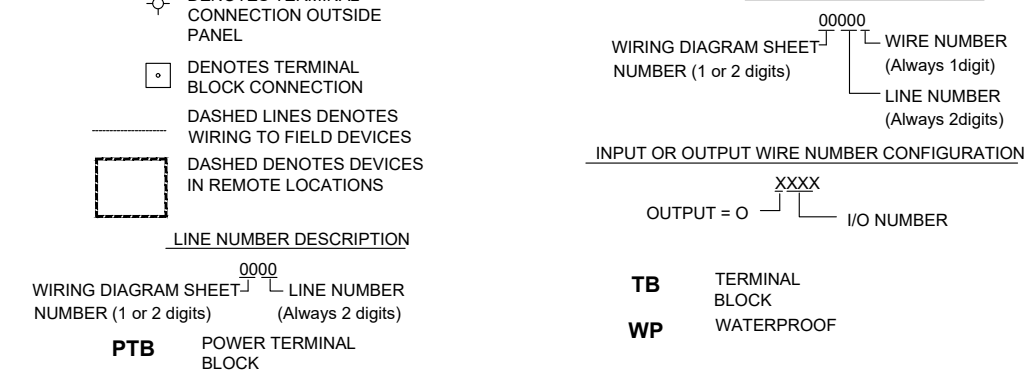 CONNECTION OUTSIDE
PANEL
DENOTES TERMINAL
BLOCK CONNECTION
DASHED LINES DENOTES
WIRING TO FIELD DEVICES
DASHED DENOTES DEVICES
IN REMOTE LOCATIONS
LINE NUMBER DESCRIPTION
0000
WIRING DIAGRAM SHEET
NUMBER (1 or 2 digits)
LINE NUMBER
(Always 2 digits)
PTB
POWER TERMINAL
BLOCK
00000
WIRING DIAGRAM SHEET
NUMBER (1 or 2 digits)
WIRE NUMBER
(Always 1digit)
LINE NUMBER
(Always 2digits)
INPUT OR OUTPUT WIRE NUMBER CONFIGURATION
XXXX
OUTPUT = O
I/O NUMBER
TB
TERMINAL
BLOCK
WP
WATERPROOF